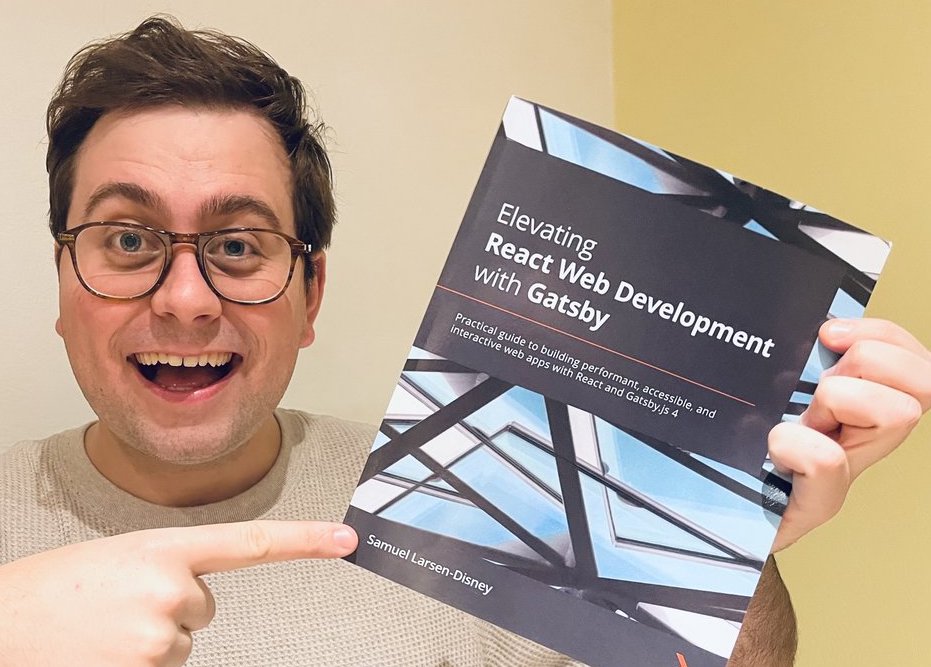 Elevating
React Web Development
with Gatsby
Practical guide to building performant, accessible, and
interactive web apps with React and Gatsby.js 4
Samuel Larsen-Disney